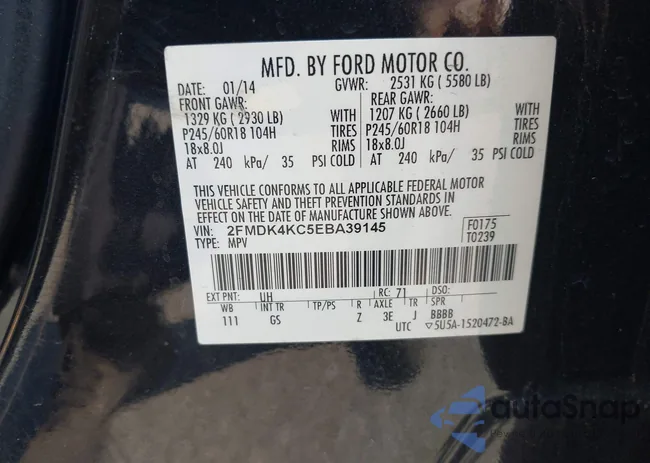 MFD. BY FORD MOTOR CO.
DATE: 01/14 GVWR: 2531 KG ( 5580 LB)
FRONT GAWR: REAR GAWR:
1329 KG ( 2930 LB) WITH 1207 KG ( 2660 LB) WITH
P245/60R18 104H TIRES P245/60R18 104H TIRES
18x8.0J RIMS 18x8.0J RIMS
AT 240 kPa/ 35 PSI COLD AT 240 kPa/ 35 PSI COLD
THIS VEHICLE CONFORMS TO ALL APPLICABLE FEDERAL MOTOR
VEHICLE SAFETY AND THEFT PREVENTION STANDARDS IN
EFFECT ON THE DATE OF MANUFACTURE SHOWN ABOVE.
VIN: 2FMDK4KC5EBA39145 F0175
TYPE: MPV T0239
EXT PNT: UH RC: 71 DSO:
WB INT TR TP/PS R AXLE TR SPR
111 GS Z 3E J BBBB
UTC ▽5U5A-1520472-BA
autoSnap